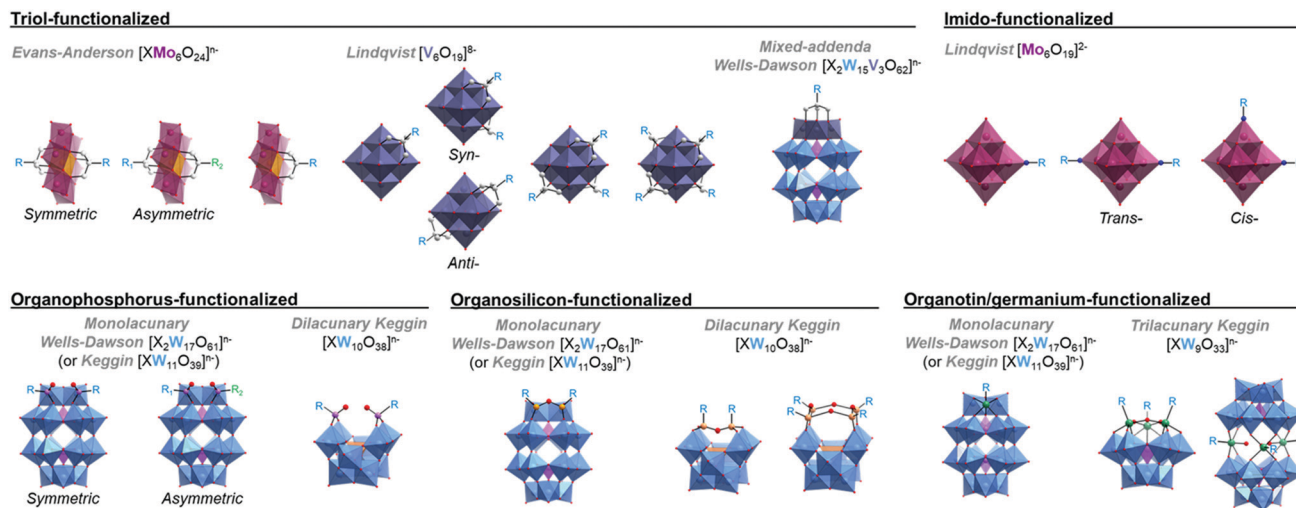 Triol-functionalized
Evans-Anderson [XMo6O24]n-
Lindqvist [V6O19]8-
Mixed-addenda
Wells-Dawson [X2W15V3O62]n-
R
R
R1
R2
R
Symmetric
Asymmetric
R
R
Syn-
R
R
Anti-
R
R
R
R
R
R
Imido-functionalized
Lindqvist [Mo6O19]2-
R
R
R
Trans-
R
Cis-
Organophosphorus-functionalized
Monolacunary
Wells-Dawson [X2W17O61]n-
(or Keggin [XW11O39]n-)
Dilacunary Keggin
[XW10O38]n-
R
R
R1
R2
R
R
Symmetric
Asymmetric
Organosilicon-functionalized
Monolacunary
Wells-Dawson [X2W17O61]n-
(or Keggin [XW11O39]n-)
Dilacunary Keggin
[XW10O38]n-
R
R
R
R
R
R
R
R
Organotin/germanium-functionalized
Monolacunary
Wells-Dawson [X2W17O61]n-
(or Keggin [XW11O39]n-)
Trilacunary Keggin
[XW9O33]n-
R
R
R
R
R
R